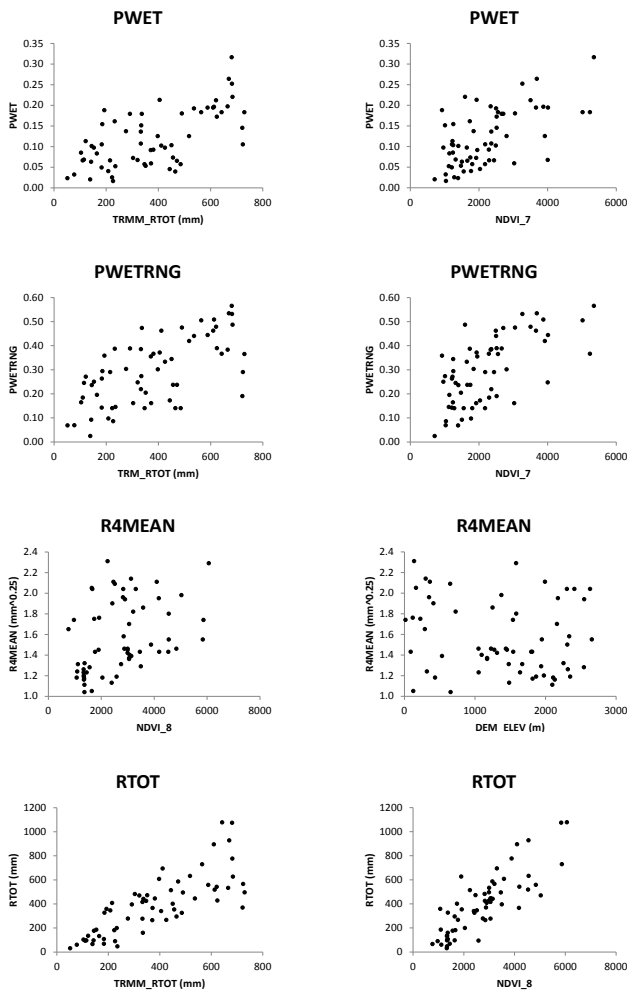 PWET
PWET
0.35
0.30
0.25
0.20
0.15
0.10
0.05
0.00
PWET
0 200 400 600 800
TRMM_RTOT (mm)
0.35
0.30
0.25
0.20
0.15
0.10
0.05
0.00
PWET
0 2000 4000 6000
NDVI_7
PWETRNG
PWETRNG
0.60
0.50
0.40
0.30
0.20
0.10
0.00
PWETRNG
0 200 400 600 800
TRM_RTOT (mm)
0.60
0.50
0.40
0.30
0.20
0.10
0.00
PWETRNG
0 2000 4000 6000
NDVI_7
R4MEAN
R4MEAN
2.4
2.2
2.0
1.8
1.6
1.4
1.2
1.0
R4MEAN (mm^0.25)
0 2000 4000 6000 8000
NDVI_8
2.4
2.2
2.0
1.8
1.6
1.4
1.2
1.0
R4MEAN (mm^0.25)
0 1000 2000 3000
DEM_ELEV (m)
RTOT
RTOT
1200
1000
800
600
400
200
0
RTOT (mm)
0 200 400 600 800
TRMM_RTOT (mm)
1200
1000
800
600
400
200
0
RTOT (mm)
0 2000 4000 6000 8000
NDVI_8